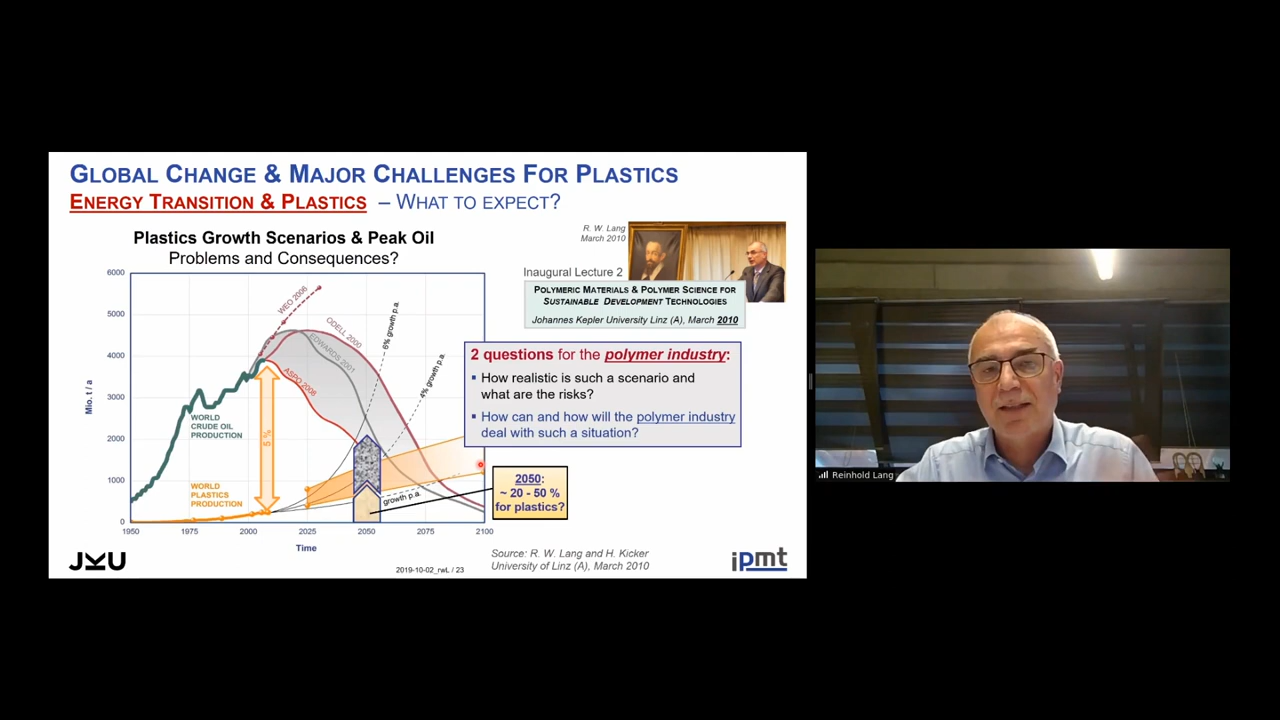 GLOBAL CHANGE & MAJOR CHALLENGES FOR PLASTICS
ENERGY TRANSITION & PLASTICS – WHAT TO EXPECT?
Plastics Growth Scenarios & Peak Oil
Problems and Consequences?
R. W. Lang
March 2010
Inaugural Lecture 2
POLYMERIC MATERIALS & POLYMER SCIENCE FOR
SUSTAINABLE DEVELOPMENT TECHNOLOGIES
Johannes Kepler University Linz (A), March 2010
6000
5000
4000
3000
2000
1000
0
Mio. t / a
1950
1975
2000
2025
2050
2075
2100
Time
WEO 2006
ODELL 2000
EDWARDS 2001
ASPO 2006
6% growth p.a.
4% growth p.a.
growth p.a.
WORLD
CRUDE OIL
PRODUCTION
5 %
WORLD
PLASTICS
PRODUCTION
2 questions for the polymer industry:
▪ How realistic is such a scenario and
what are the risks?
▪ How can and how will the polymer industry
deal with such a situation?
2050:
~ 20 - 50 %
for plastics?
JKU
2019-10-02_rwL / 23
Source: R. W. Lang and H. Kicker
University of Linz (A), March 2010
ipmt
Reinhold Lang